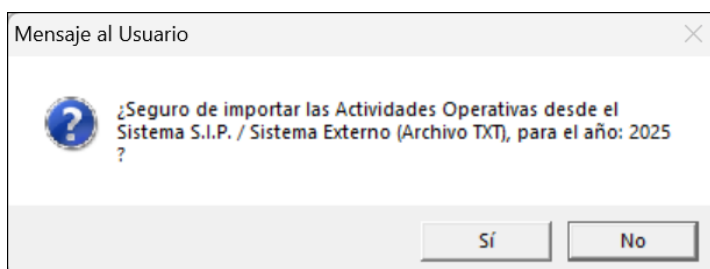 Mensaje al Usuario
¿Seguro de importar las Actividades Operativas desde el
Sistema S.I.P. / Sistema Externo (Archivo TXT), para el año: 2025
?
Sí
No